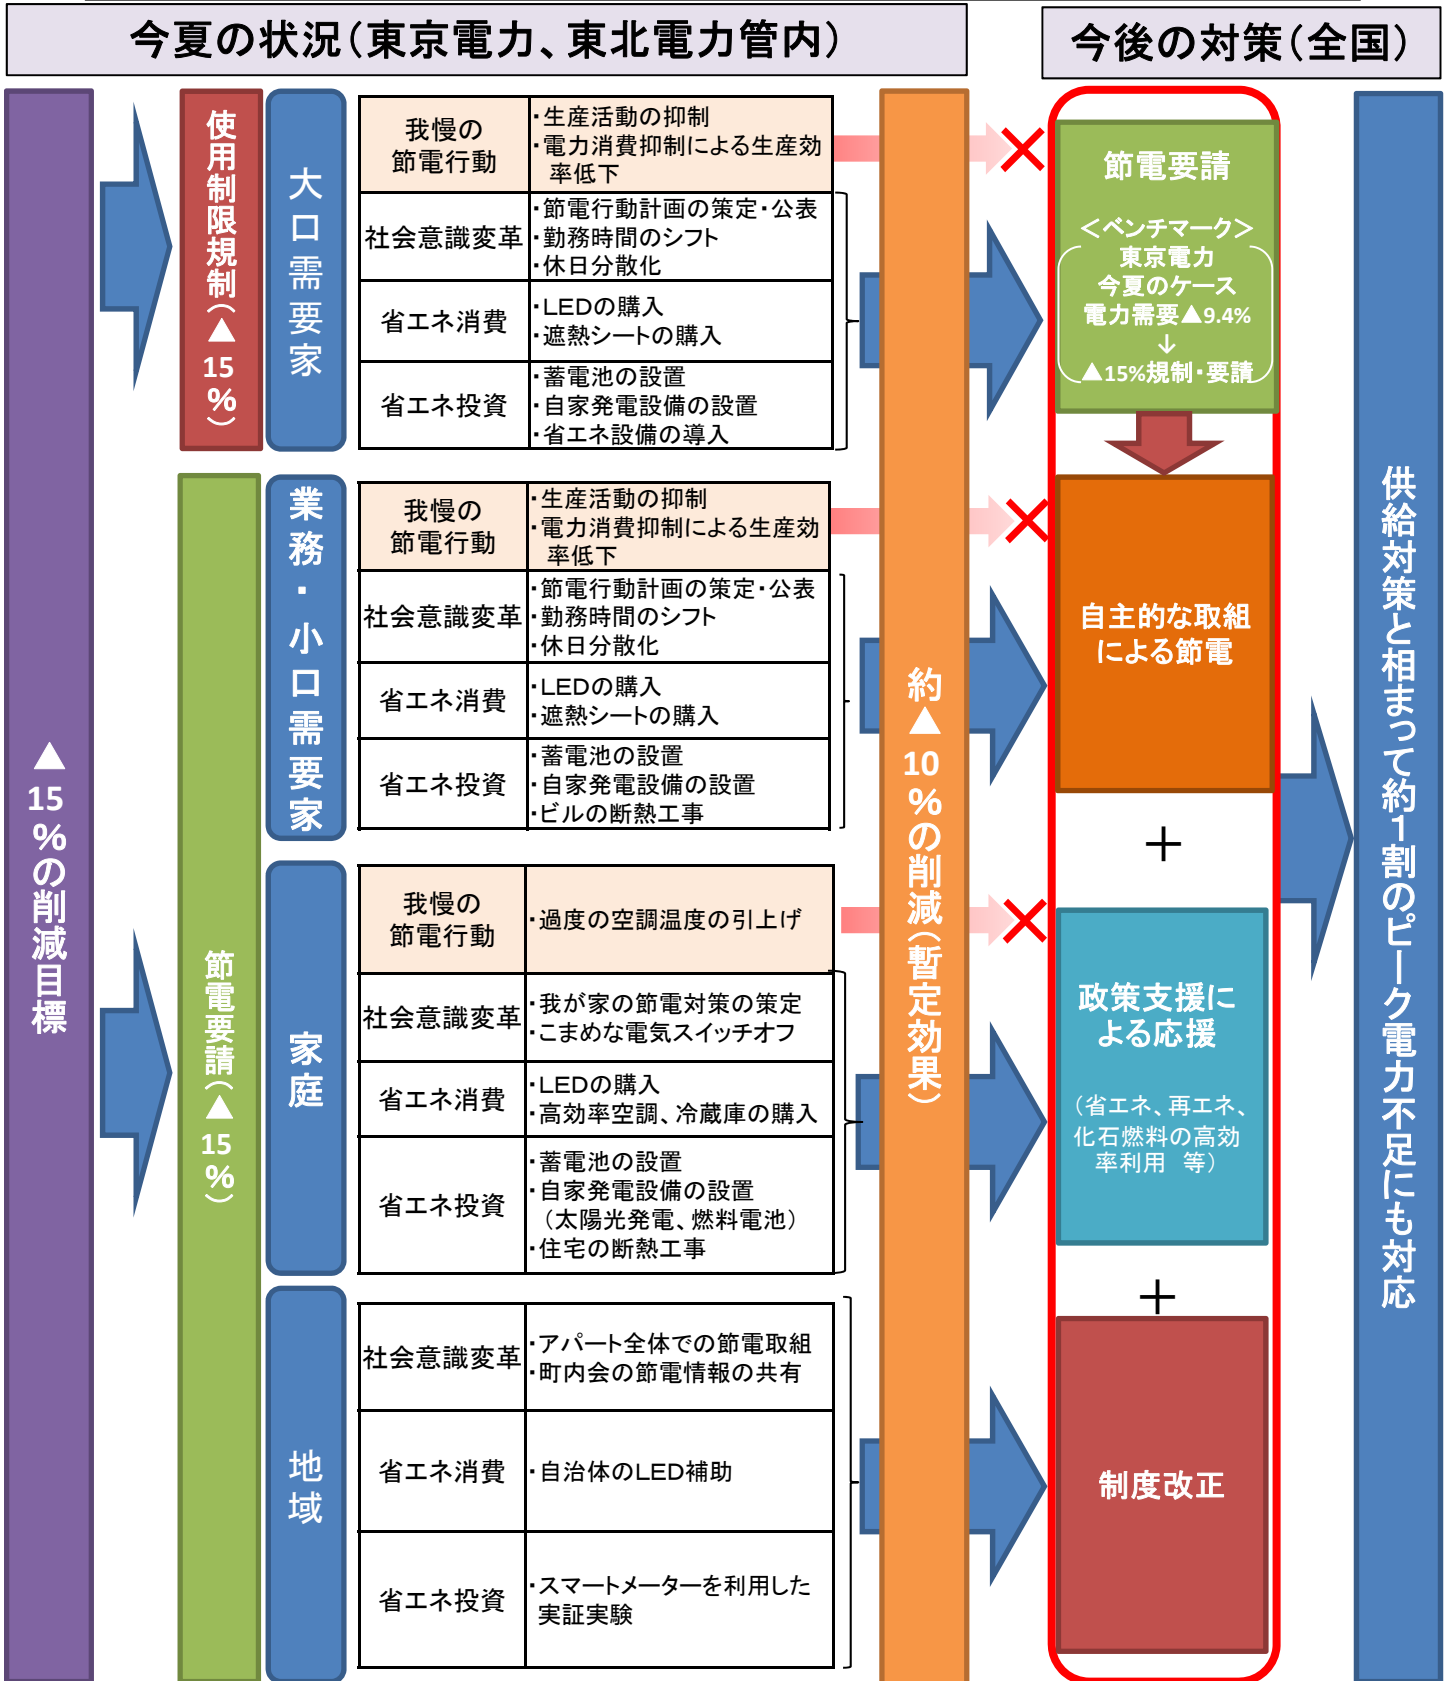 今夏の状況（東京電力、東北電力管内）
今後の対策（全国）
▲15%の削減目標
使用制限規制（▲15%）
大口需要家
我慢の
節電行動
・生産活動の抑制
・電力消費抑制による生産効
率低下
社会意識変革
・節電行動計画の策定・公表
・勤務時間のシフト
・休日分散化
省エネ消費
・LEDの購入
・遮熱シートの購入
省エネ投資
・蓄電池の設置
・自家発電設備の設置
・省エネ設備の導入
節電要請（▲15%）
業務・小口需要家
我慢の
節電行動
・生産活動の抑制
・電力消費抑制による生産効
率低下
社会意識変革
・節電行動計画の策定・公表
・勤務時間のシフト
・休日分散化
省エネ消費
・LEDの購入
・遮熱シートの購入
省エネ投資
・蓄電池の設置
・自家発電設備の設置
・ビルの断熱工事
家庭
我慢の
節電行動
・過度の空調温度の引上げ
社会意識変革
・我が家の節電対策の策定
・こまめな電気スイッチオフ
省エネ消費
・LEDの購入
・高効率空調、冷蔵庫の購入
省エネ投資
・蓄電池の設置
・自家発電設備の設置
（太陽光発電、燃料電池）
・住宅の断熱工事
地域
社会意識変革
・アパート全体での節電取組
・町内会の節電情報の共有
省エネ消費
・自治体のLED補助
省エネ投資
・スマートメーターを利用した
実証実験
約▲10%の削減（暫定効果）
節電要請
＜ベンチマーク＞
東京電力
今夏のケース
電力需要▲9.4%
↓
▲15%規制・要請
自主的な取組
による節電
＋
政策支援に
よる応援
（省エネ、再エネ、
化石燃料の高効
率利用　等）
＋
制度改正
供給対策と相まって約１割のピーク電力不足にも対応